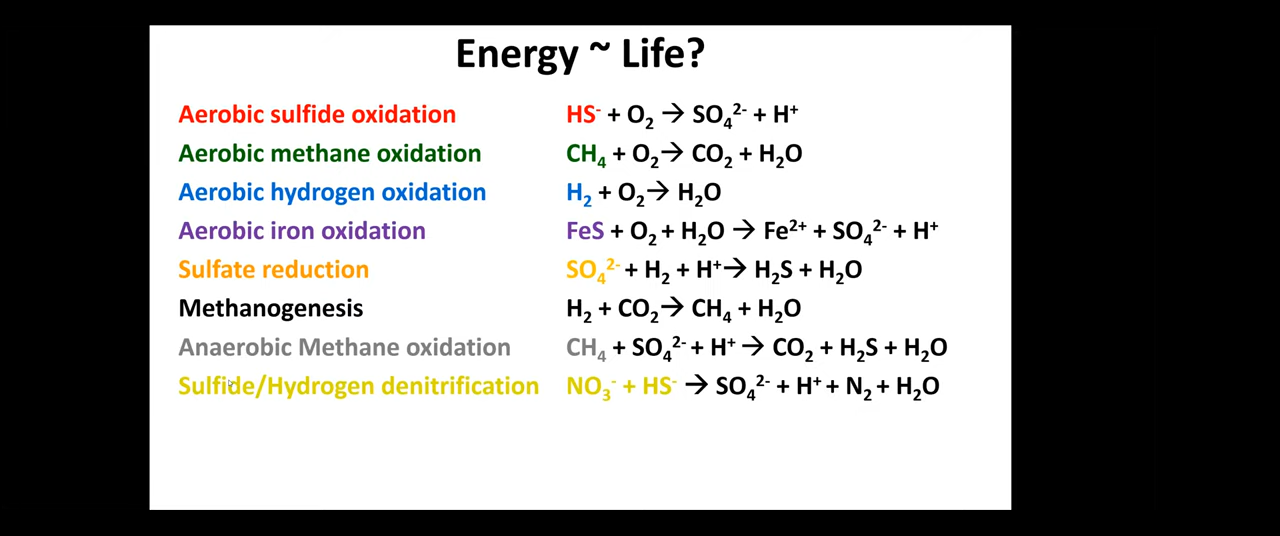 Energy ~ Life?
Aerobic sulfide oxidation HS⁻ + O₂ → SO₄²⁻ + H⁺
Aerobic methane oxidation CH₄ + O₂→ CO₂ + H₂O
Aerobic hydrogen oxidation H₂ + O₂→ H₂O
Aerobic iron oxidation FeS + O₂ + H₂O → Fe²⁺ + SO₄²⁻ + H⁺
Sulfate reduction SO₄²⁻ + H₂ + H⁺→ H₂S + H₂O
Methanogenesis H₂ + CO₂→ CH₄ + H₂O
Anaerobic Methane oxidation CH₄ + SO₄²⁻ + H⁺ → CO₂ + H₂S + H₂O
Sulfide/Hydrogen denitrification NO₃⁻ + HS⁻ → SO₄²⁻ + H⁺ + N₂ + H₂O